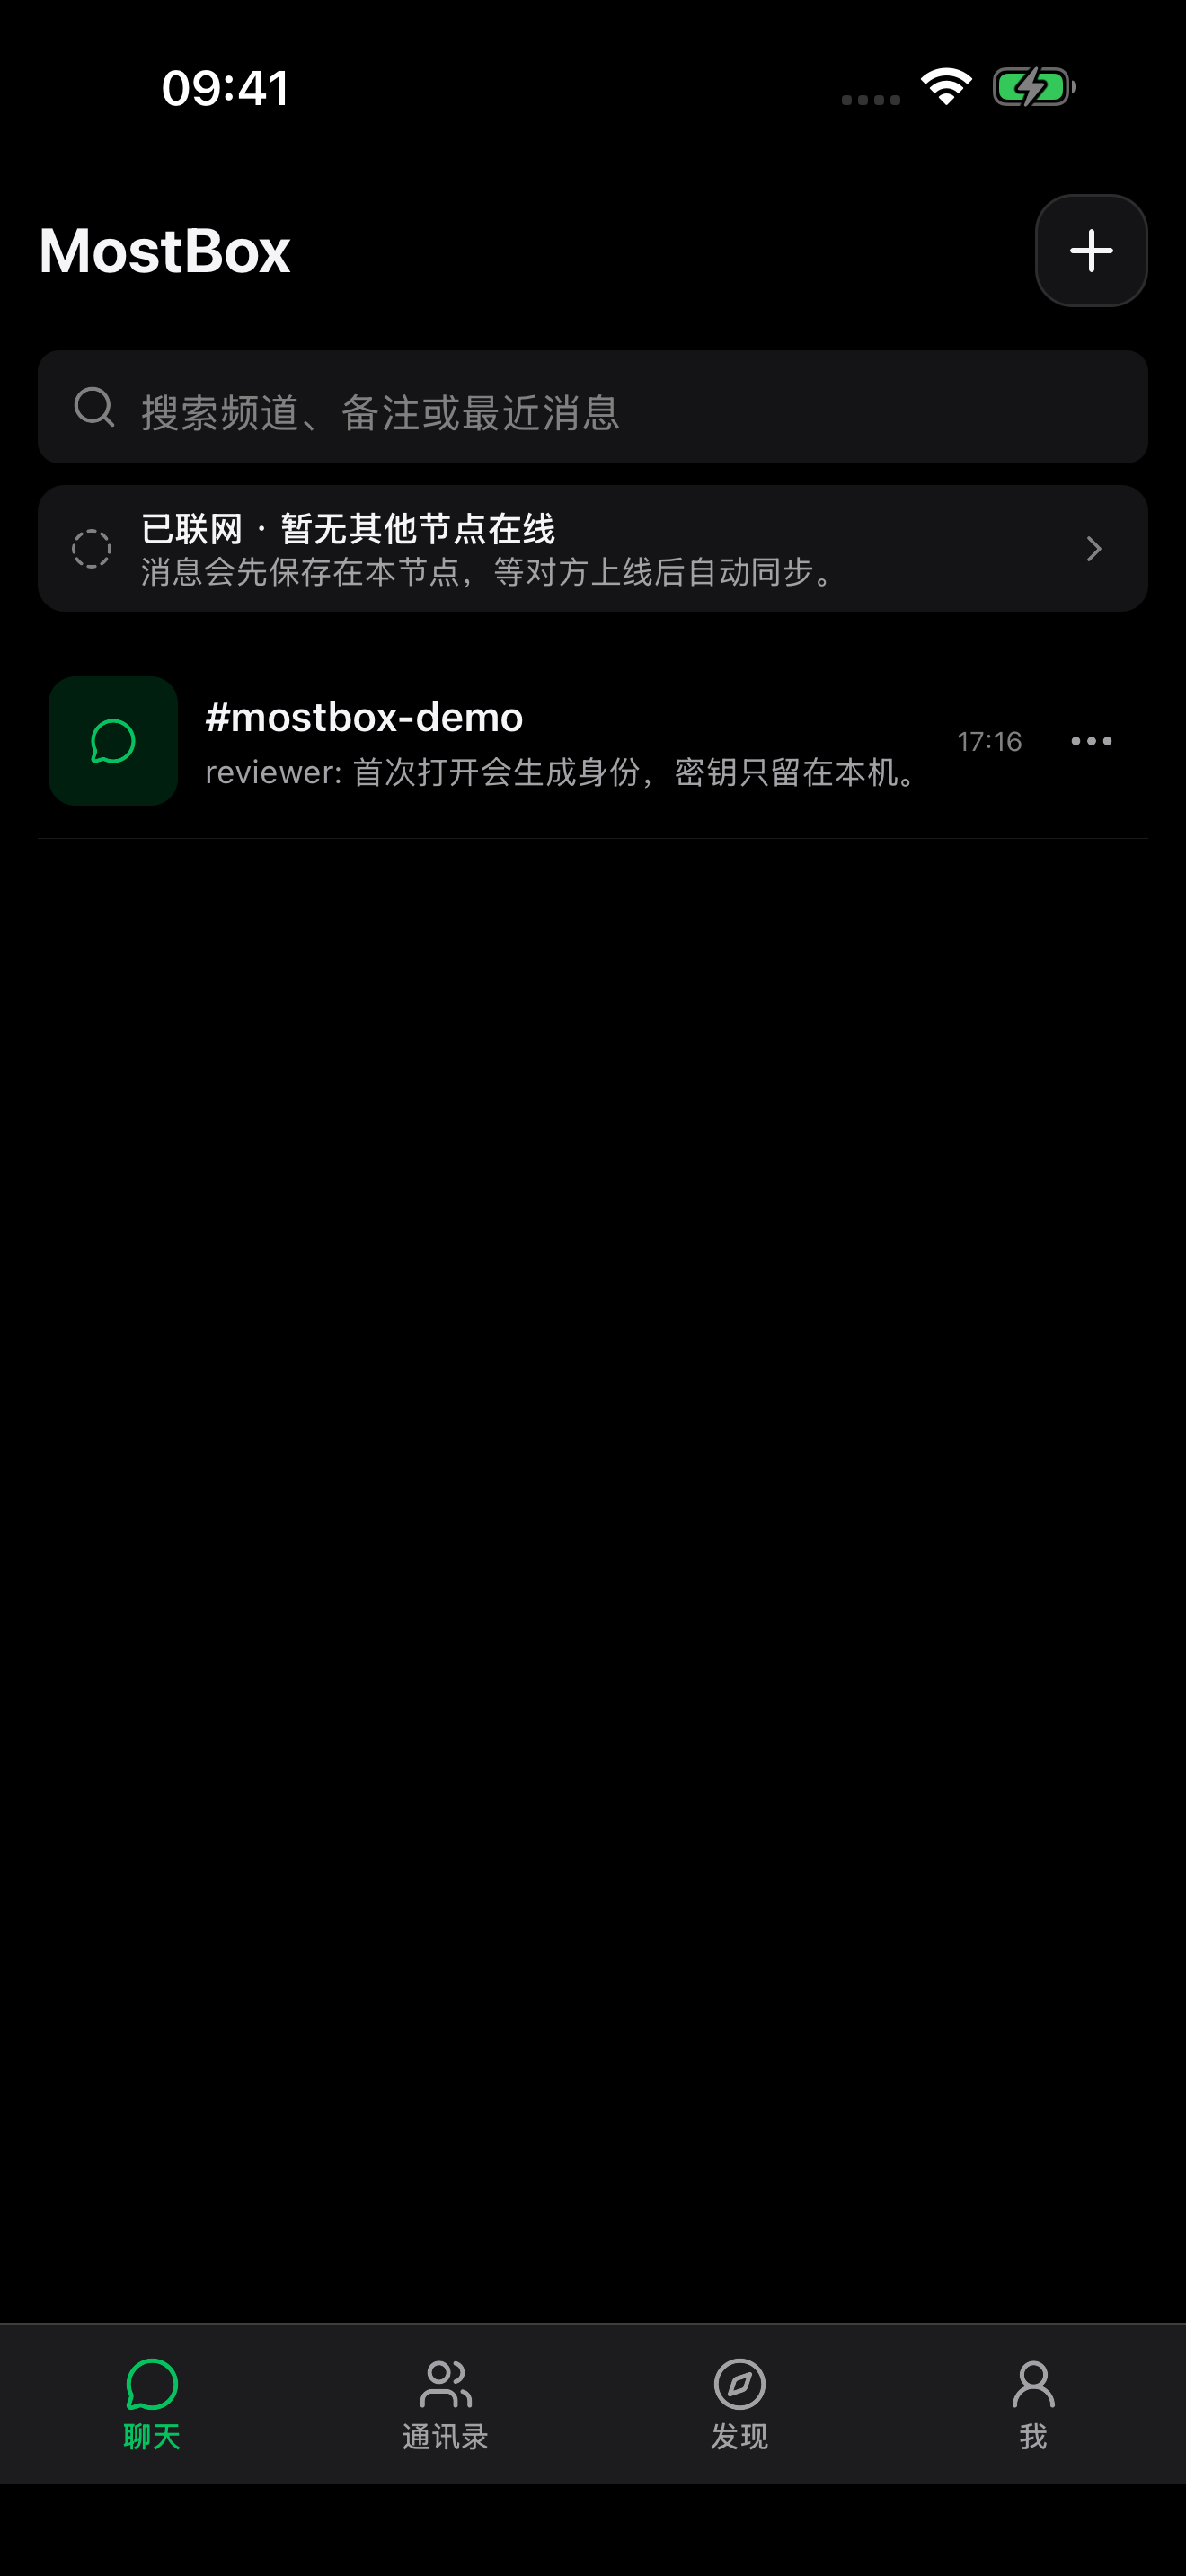 09:41
MostBox
搜索频道、备注或最近消息
已联网 · 暂无其他节点在线
消息会先保存在本节点，等对方上线后自动同步。
#mostbox-demo
17:16
reviewer: 首次打开会生成身份，密钥只留在本机。
聊天
通讯录
发现
我